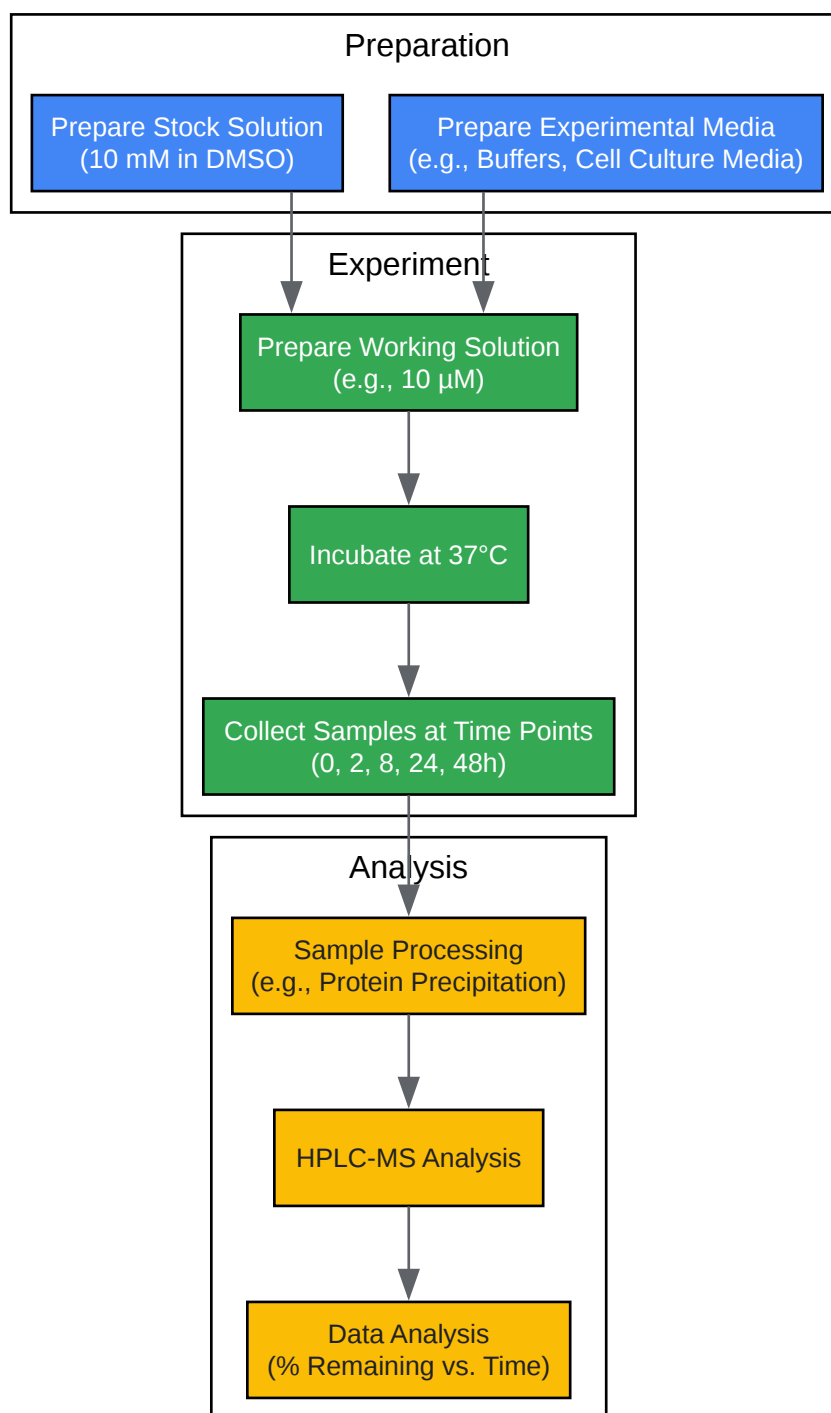 Preparation
Prepare Stock Solution
(10 mM in DMSO)
Prepare Experimental Media
(e.g., Buffers, Cell Culture Media)
Experiment
Prepare Working Solution
(e.g., 10 µM)
Incubate at 37°C
Collect Samples at Time Points
(0, 2, 8, 24, 48h)
Analysis
Sample Processing
(e.g., Protein Precipitation)
HPLC-MS Analysis
Data Analysis
(% Remaining vs. Time)